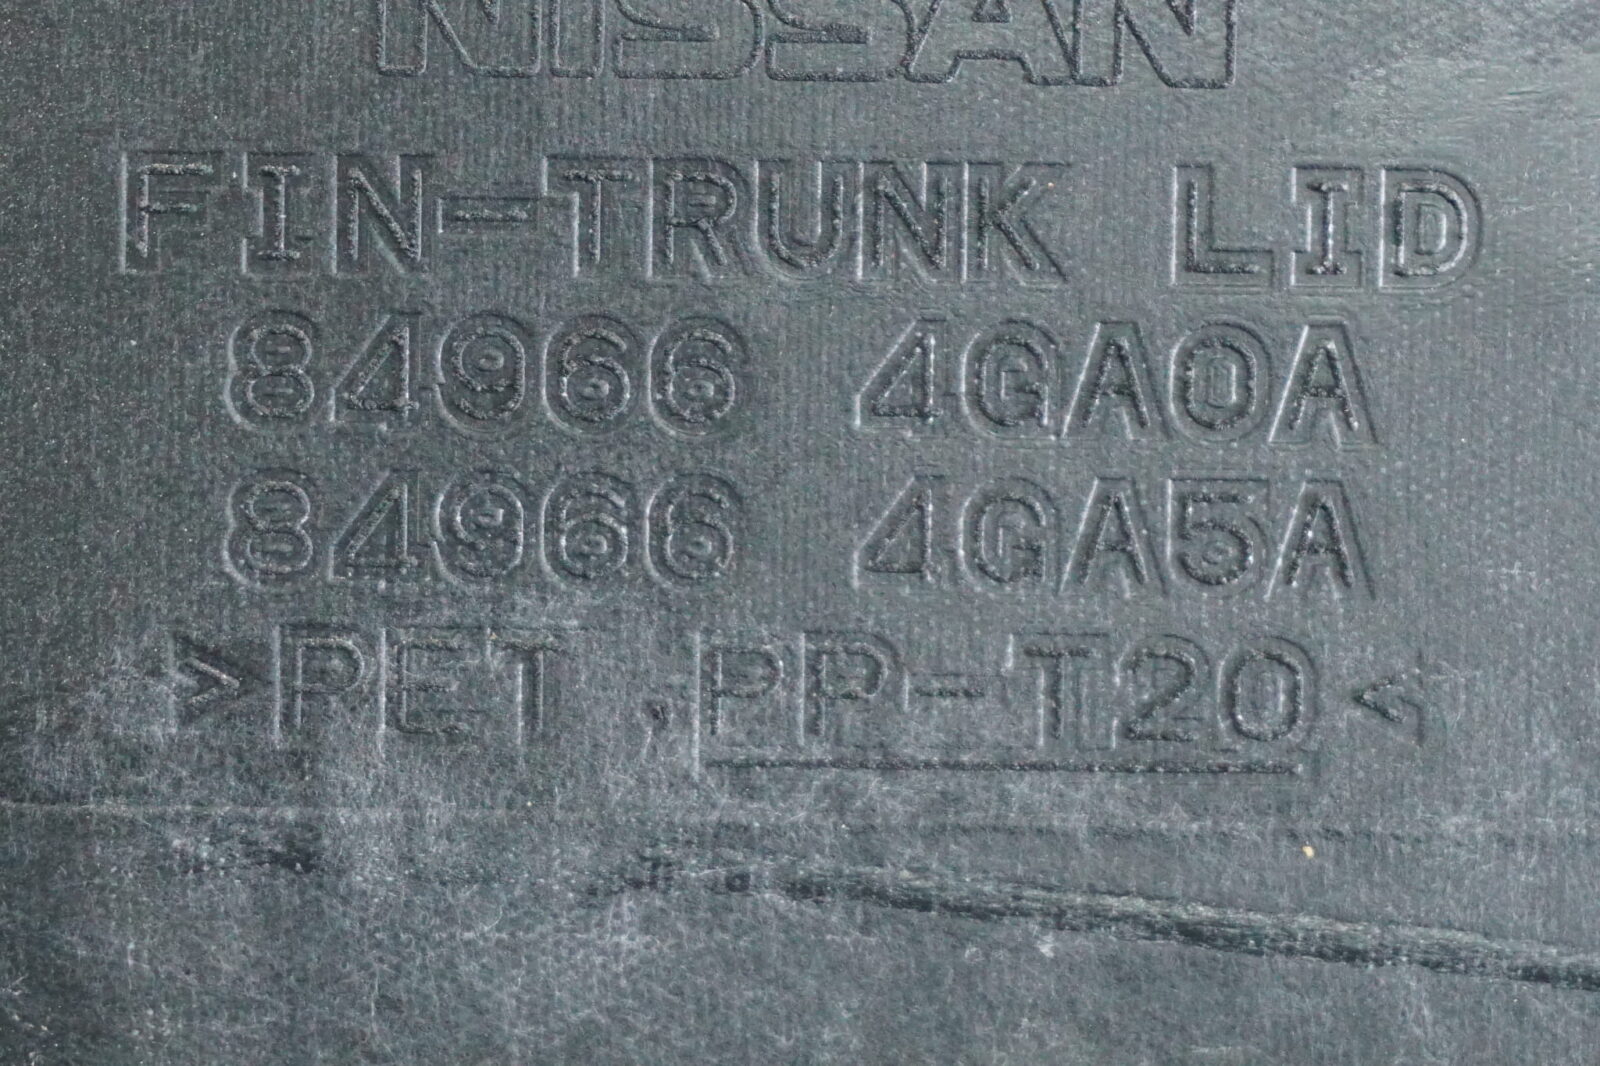 NISSAN
FIN-TRUNK LID
84966 4GA0A
84966 4GA5A
>PET,PP-T20<